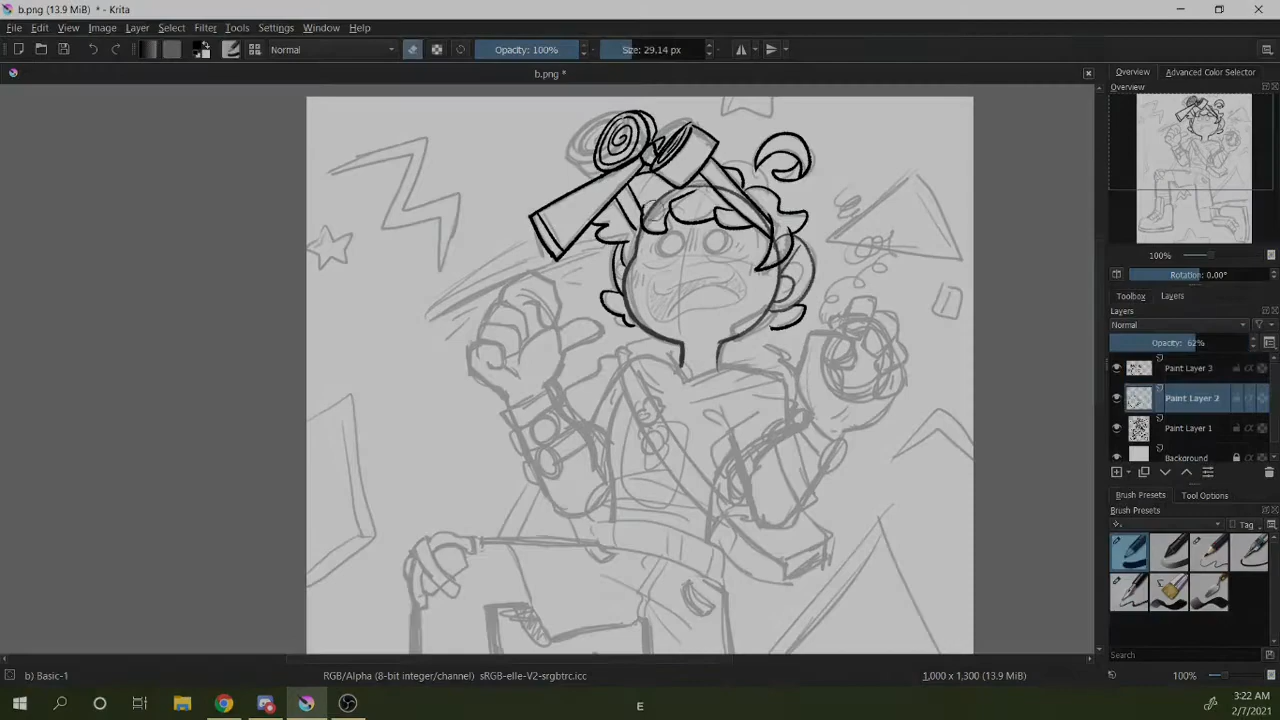 b.png (13.9 MiB) * - Krita
File Edit View Image Layer Select Filter Tools Settings Window Help
Normal Opacity: 100% Size: 29.14 px
b.png *
Overview Advanced Color Selector
Overview
100%
Rotation: 0.00°
Toolbox Layers
Layers
Normal
Opacity: 62%
Paint Layer 3
Paint Layer 2
Paint Layer 1
Background
Brush Presets Tool Options
Brush Presets
Tag
Search
b) Basic-1 RGB/Alpha (8-bit integer/channel) sRGB-elle-V2-srgbtrc.icc 1,000 x 1,300 (13.9 MiB) 100%
E
3:22 AM
2/7/2021